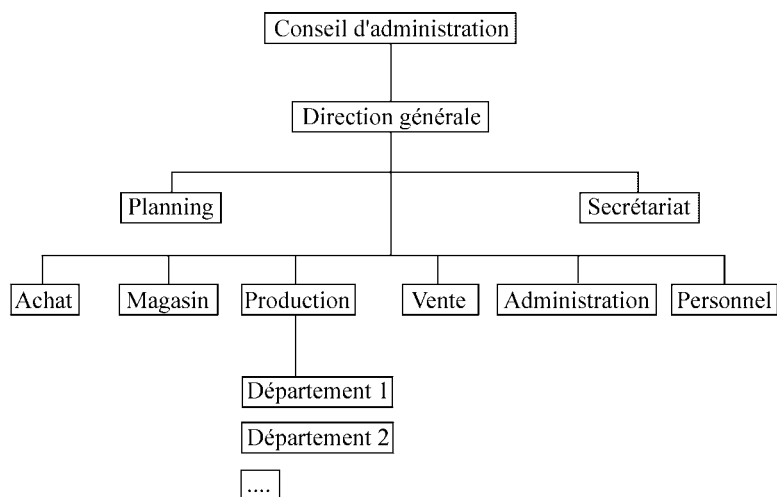 Conseil d'administration
Direction générale
Planning
Secrétariat
Achat
Magasin
Production
Vente
Administration
Personnel
Département 1
Département 2
....